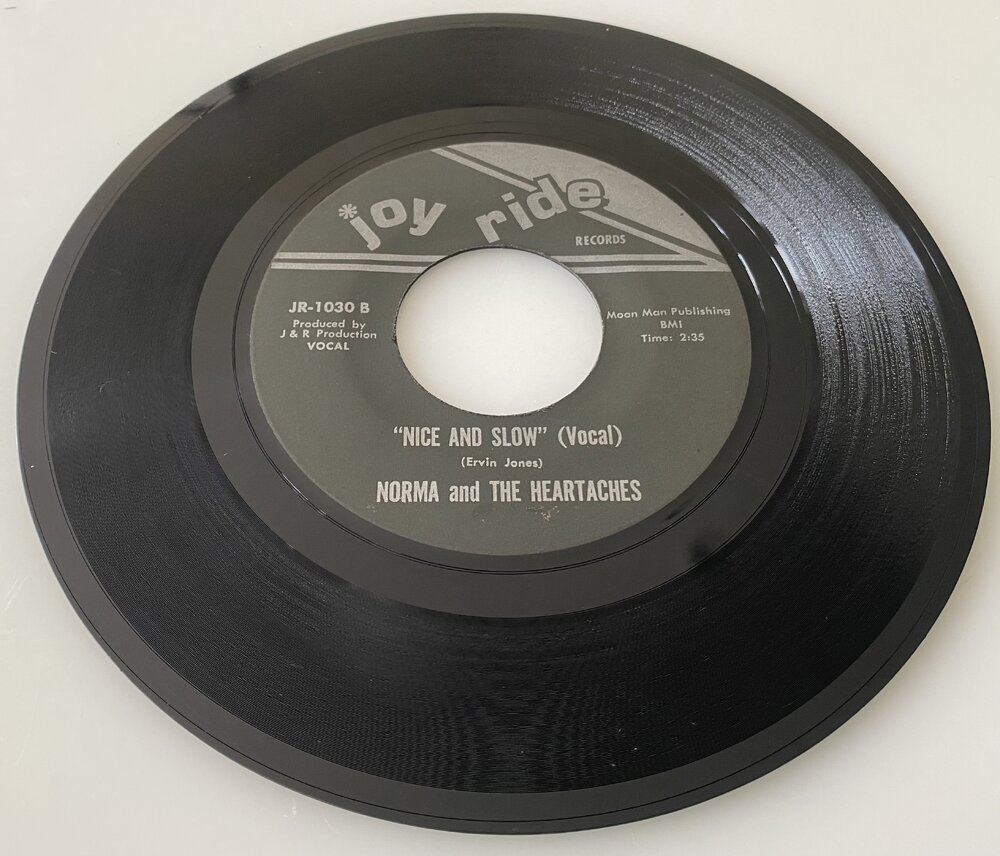 joy ride
RECORDS
JR-1030 B
Produced by
J & R Production
VOCAL
Moon Man Publishing
BMI
Time: 2:35
"NICE AND SLOW" (Vocal)
(Ervin Jones)
NORMA and THE HEARTACHES